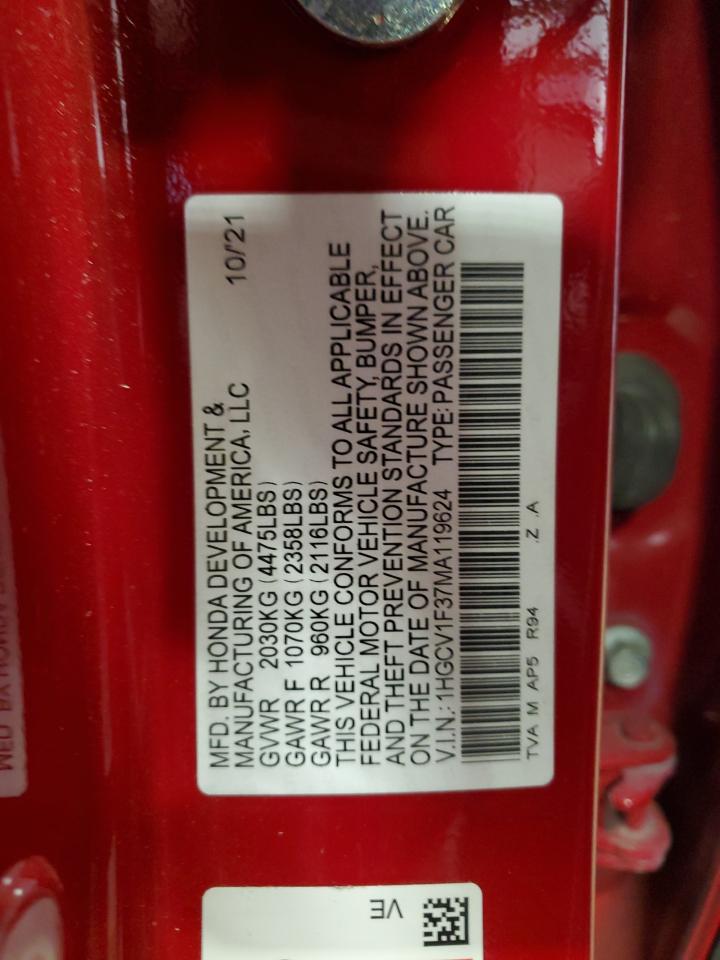 MFD. BY HONDA DEVELOPMENT &
MANUFACTURING OF AMERICA, LLC 10/'21
GVWR 2030KG (4475LBS)
GAWR F 1070KG (2358LBS)
GAWR R 960KG (2116LBS)
THIS VEHICLE CONFORMS TO ALL APPLICABLE
FEDERAL MOTOR VEHICLE SAFETY, BUMPER,
AND THEFT PREVENTION STANDARDS IN EFFECT
ON THE DATE OF MANUFACTURE SHOWN ABOVE.
V.I.N.: 1HGCV1F37MA119624 TYPE: PASSENGER CAR
TVA M AP5 R94 .Z .A
VE